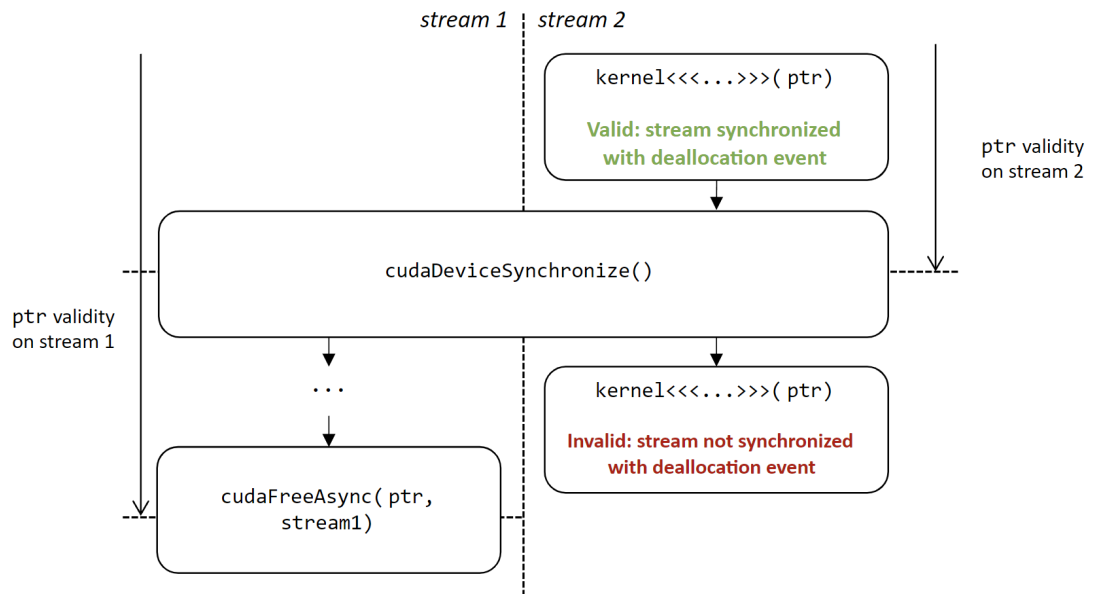 stream 1
stream 2
kernel<<<...>>>(ptr)
Valid: stream synchronized
with deallocation event
ptr validity
on stream 2
cudaDeviceSynchronize()
ptr validity
on stream 1
...
kernel<<<...>>>(ptr)
Invalid: stream not synchronized
with deallocation event
cudaFreeAsync(ptr,
stream1)